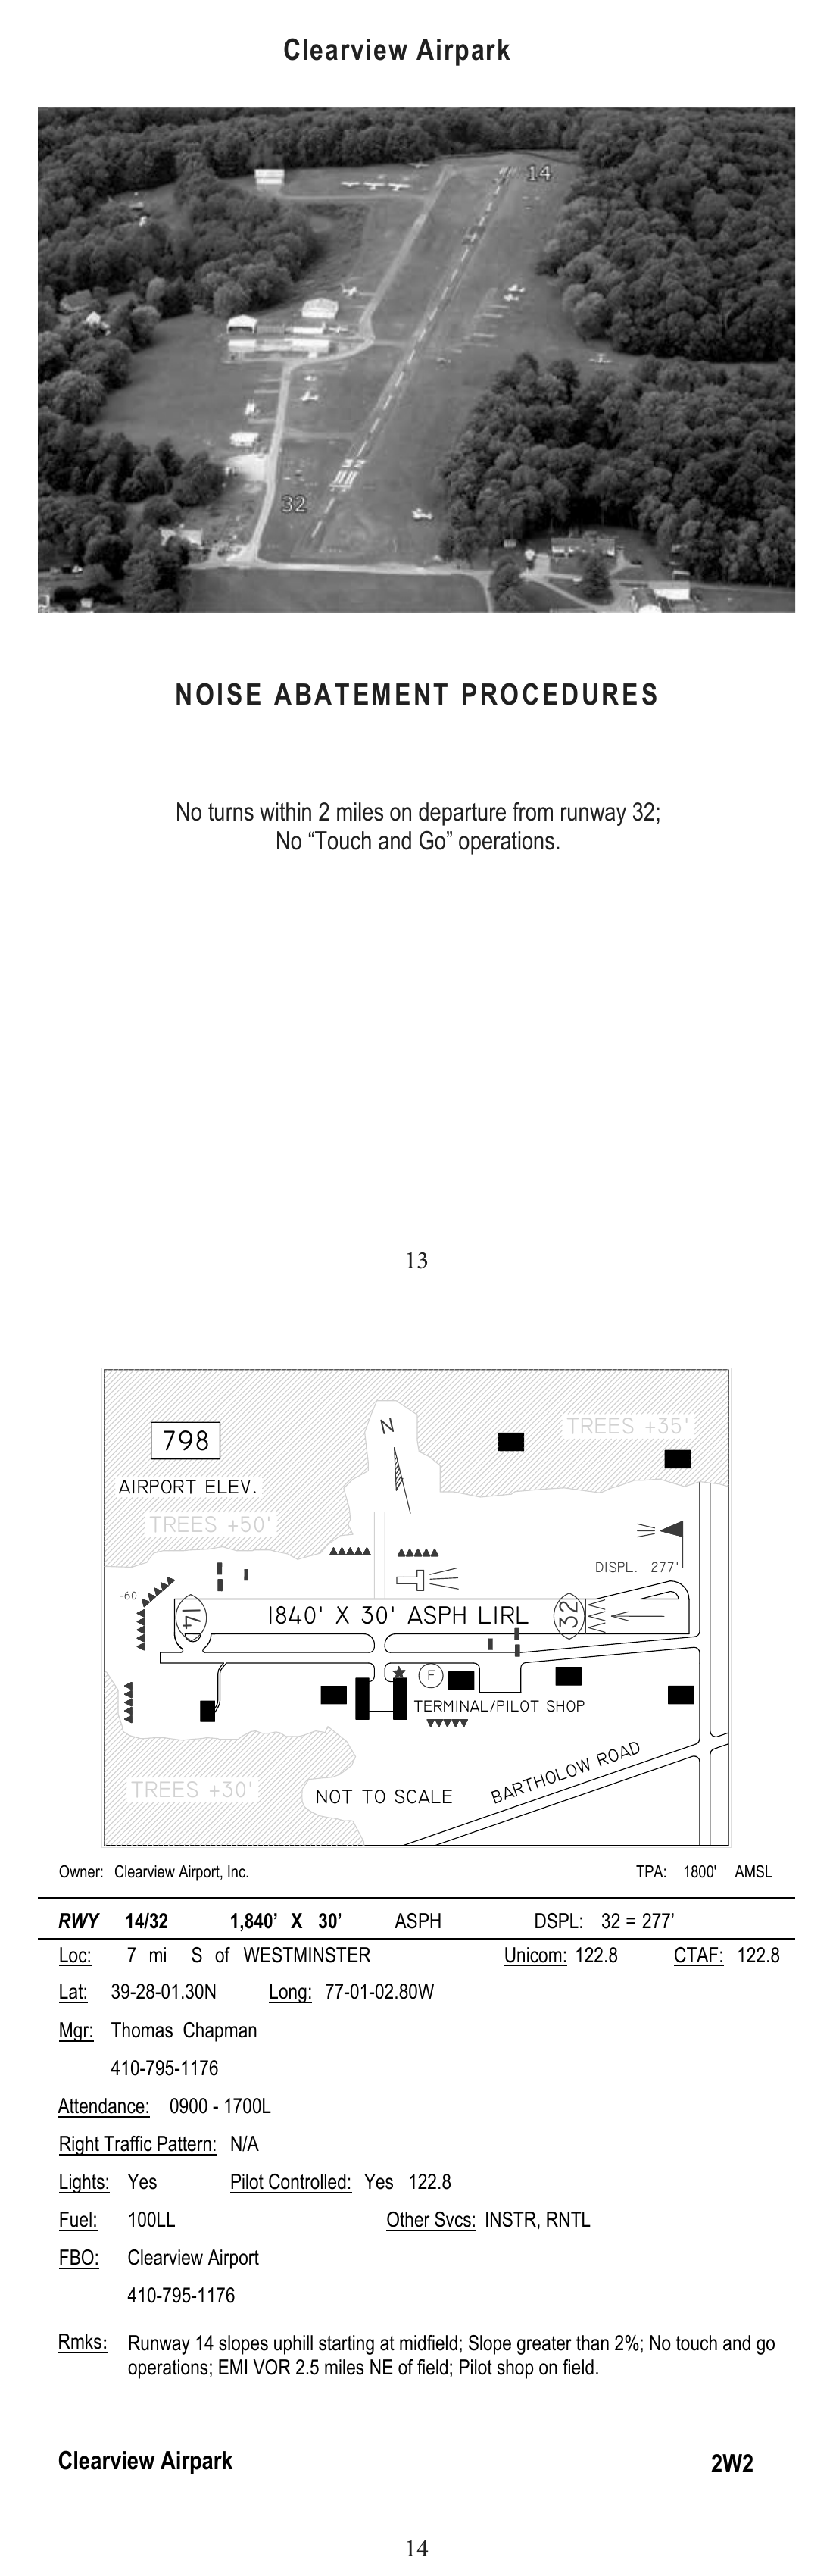 Clearview Airpark
14
32
32
NOISE ABATEMENT PROCEDURES
No turns within 2 miles on departure from runway 32;
No “Touch and Go” operations.
13
798
AIRPORT ELEV.
N
TREES +35'
TREES +50'
DISPL. 277'
-60'
14
1840' X 30' ASPH LIRL
32
F
TERMINAL/PILOT SHOP
TREES +30'
NOT TO SCALE
BARTHOLOW ROAD
Owner: Clearview Airport, Inc. TPA: 1800' AMSL
RWY 14/32 1,840’ X 30’ ASPH DSPL: 32 = 277’
Loc: 7 mi S of WESTMINSTER Unicom: 122.8 CTAF: 122.8
Lat: 39-28-01.30N Long: 77-01-02.80W
Mgr: Thomas Chapman
410-795-1176
Attendance: 0900 - 1700L
Right Traffic Pattern: N/A
Lights: Yes Pilot Controlled: Yes 122.8
Fuel: 100LL Other Svcs: INSTR, RNTL
FBO: Clearview Airport
410-795-1176
Rmks: Runway 14 slopes uphill starting at midfield; Slope greater than 2%; No touch and go
operations; EMI VOR 2.5 miles NE of field; Pilot shop on field.
Clearview Airpark 2W2
14